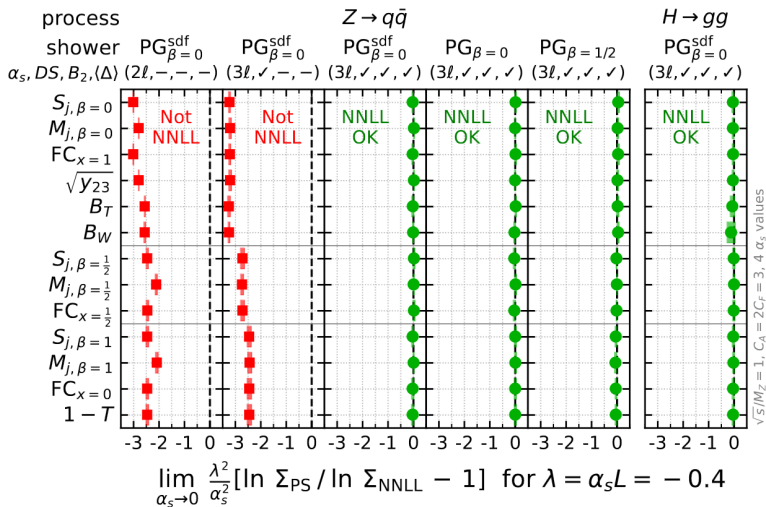 process Z → qq̄ H → gg
shower PG^sdf_β=0 PG^sdf_β=0 PG^sdf_β=0 PG_β=0 PG_β=1/2 PG^sdf_β=0
α_s, DS, B_2, ⟨Δ⟩ (2ℓ,−,−,−) (3ℓ,✓,−,−) (3ℓ,✓,✓,✓) (3ℓ,✓,✓,✓) (3ℓ,✓,✓,✓) (3ℓ,✓,✓,✓)
Not Not NNLL NNLL NNLL NNLL
NNLL NNLL OK OK OK OK
S_j, β=0
M_j, β=0
FC_x=1
√y_23
B_T
B_W
S_j, β=1/2
M_j, β=1/2
FC_x=1/2
S_j, β=1
M_j, β=1
FC_x=0
1 − T
-3 -2 -1 0 -3 -2 -1 0 -3 -2 -1 0 -3 -2 -1 0 -3 -2 -1 0 -3 -2 -1 0
lim_{α_s→0} λ²/α_s² [ln Σ_PS / ln Σ_NNLL − 1] for λ = α_s L = −0.4
√s/M_Z = 1, C_A = 2C_F = 3, 4 α_s values